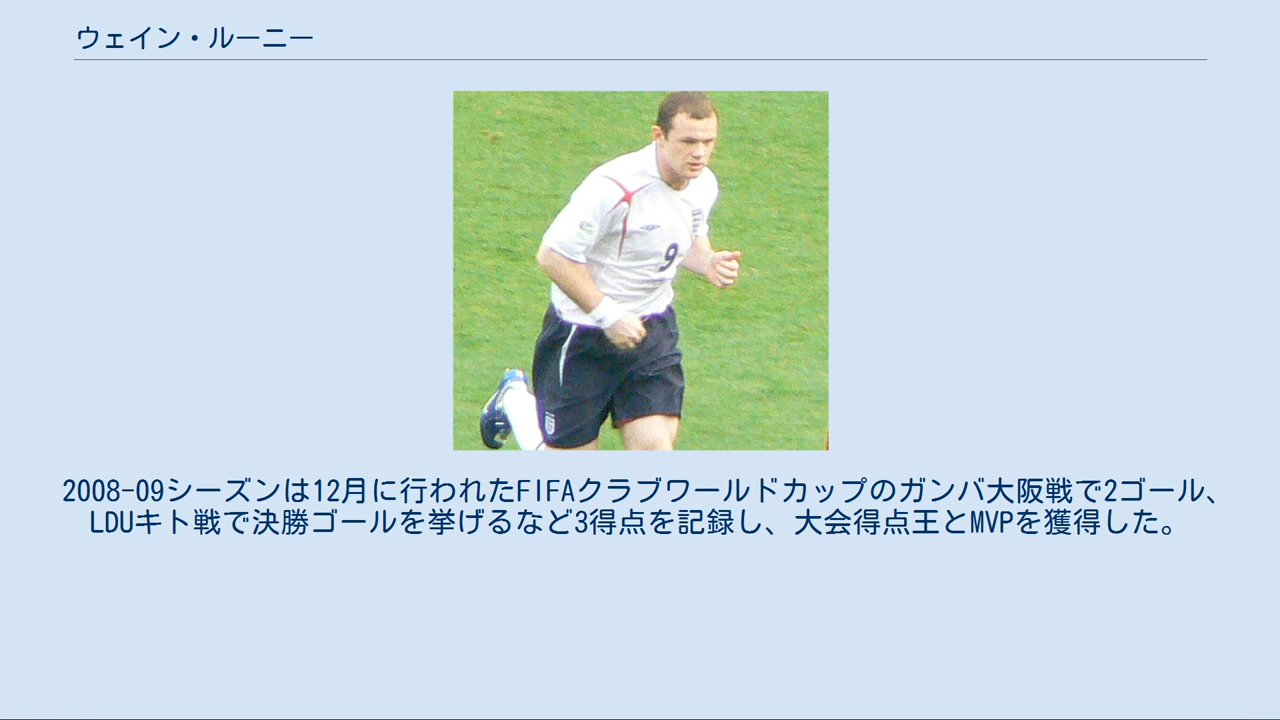 ウェイン・ルーニー
9
2008-09シーズンは12月に行われたFIFAクラブワールドカップのガンバ大阪戦で2ゴール、
LDUキト戦で決勝ゴールを挙げるなど3得点を記録し、大会得点王とMVPを獲得した。